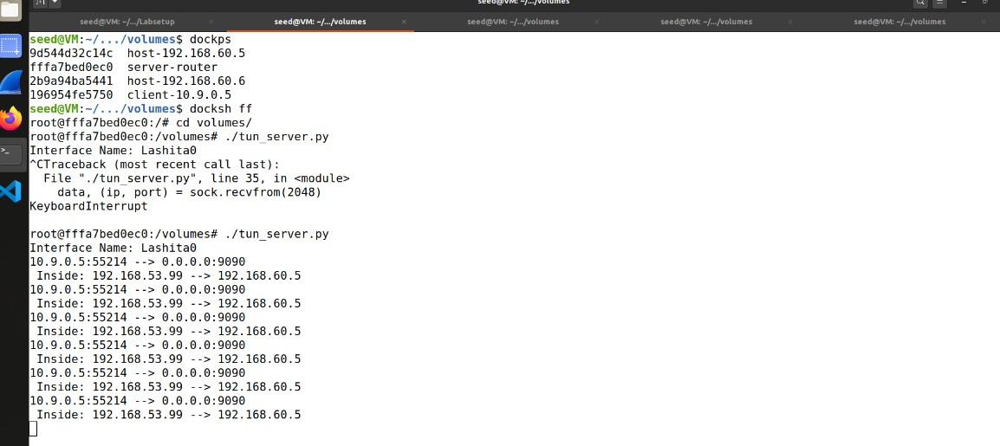 seed@VM: ~/.../volumes
seed@VM: ~/.../Labsetup
seed@VM: ~/.../volumes
seed@VM: ~/.../volumes
seed@VM: ~/.../volumes
seed@VM: ~/.../volumes
seed@VM:~/.../volumes$ dockps
9d544d32c14c  host-192.168.60.5
fffa7bed0ec0  server-router
2b9a94ba5441  host-192.168.60.6
196954fe5750  client-10.9.0.5
seed@VM:~/.../volumes$ docksh ff
root@fffa7bed0ec0:/# cd volumes/
root@fffa7bed0ec0:/volumes# ./tun_server.py
Interface Name: Lashita0
^CTraceback (most recent call last):
  File "./tun_server.py", line 35, in <module>
    data, (ip, port) = sock.recvfrom(2048)
KeyboardInterrupt
root@fffa7bed0ec0:/volumes# ./tun_server.py
Interface Name: Lashita0
10.9.0.5:55214 --> 0.0.0.0:9090
 Inside: 192.168.53.99 --> 192.168.60.5
10.9.0.5:55214 --> 0.0.0.0:9090
 Inside: 192.168.53.99 --> 192.168.60.5
10.9.0.5:55214 --> 0.0.0.0:9090
 Inside: 192.168.53.99 --> 192.168.60.5
10.9.0.5:55214 --> 0.0.0.0:9090
 Inside: 192.168.53.99 --> 192.168.60.5
10.9.0.5:55214 --> 0.0.0.0:9090
 Inside: 192.168.53.99 --> 192.168.60.5
10.9.0.5:55214 --> 0.0.0.0:9090
 Inside: 192.168.53.99 --> 192.168.60.5